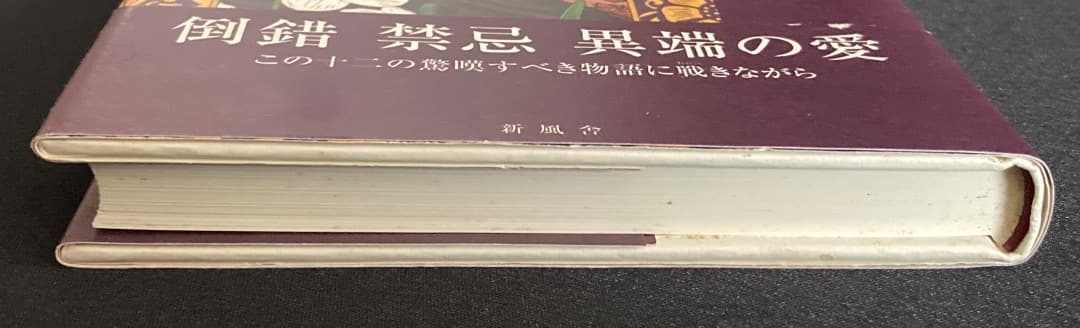 倒錯 禁忌 異端の愛
この十二の驚嘆すべき物語に戦きながら
新風舎